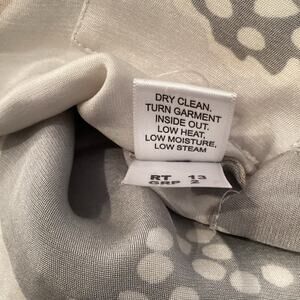 DRY CLEAN.
TURN GARMENT
INSIDE OUT.
LOW HEAT,
LOW MOISTURE,
LOW STEAM
RT 13
GRP 2